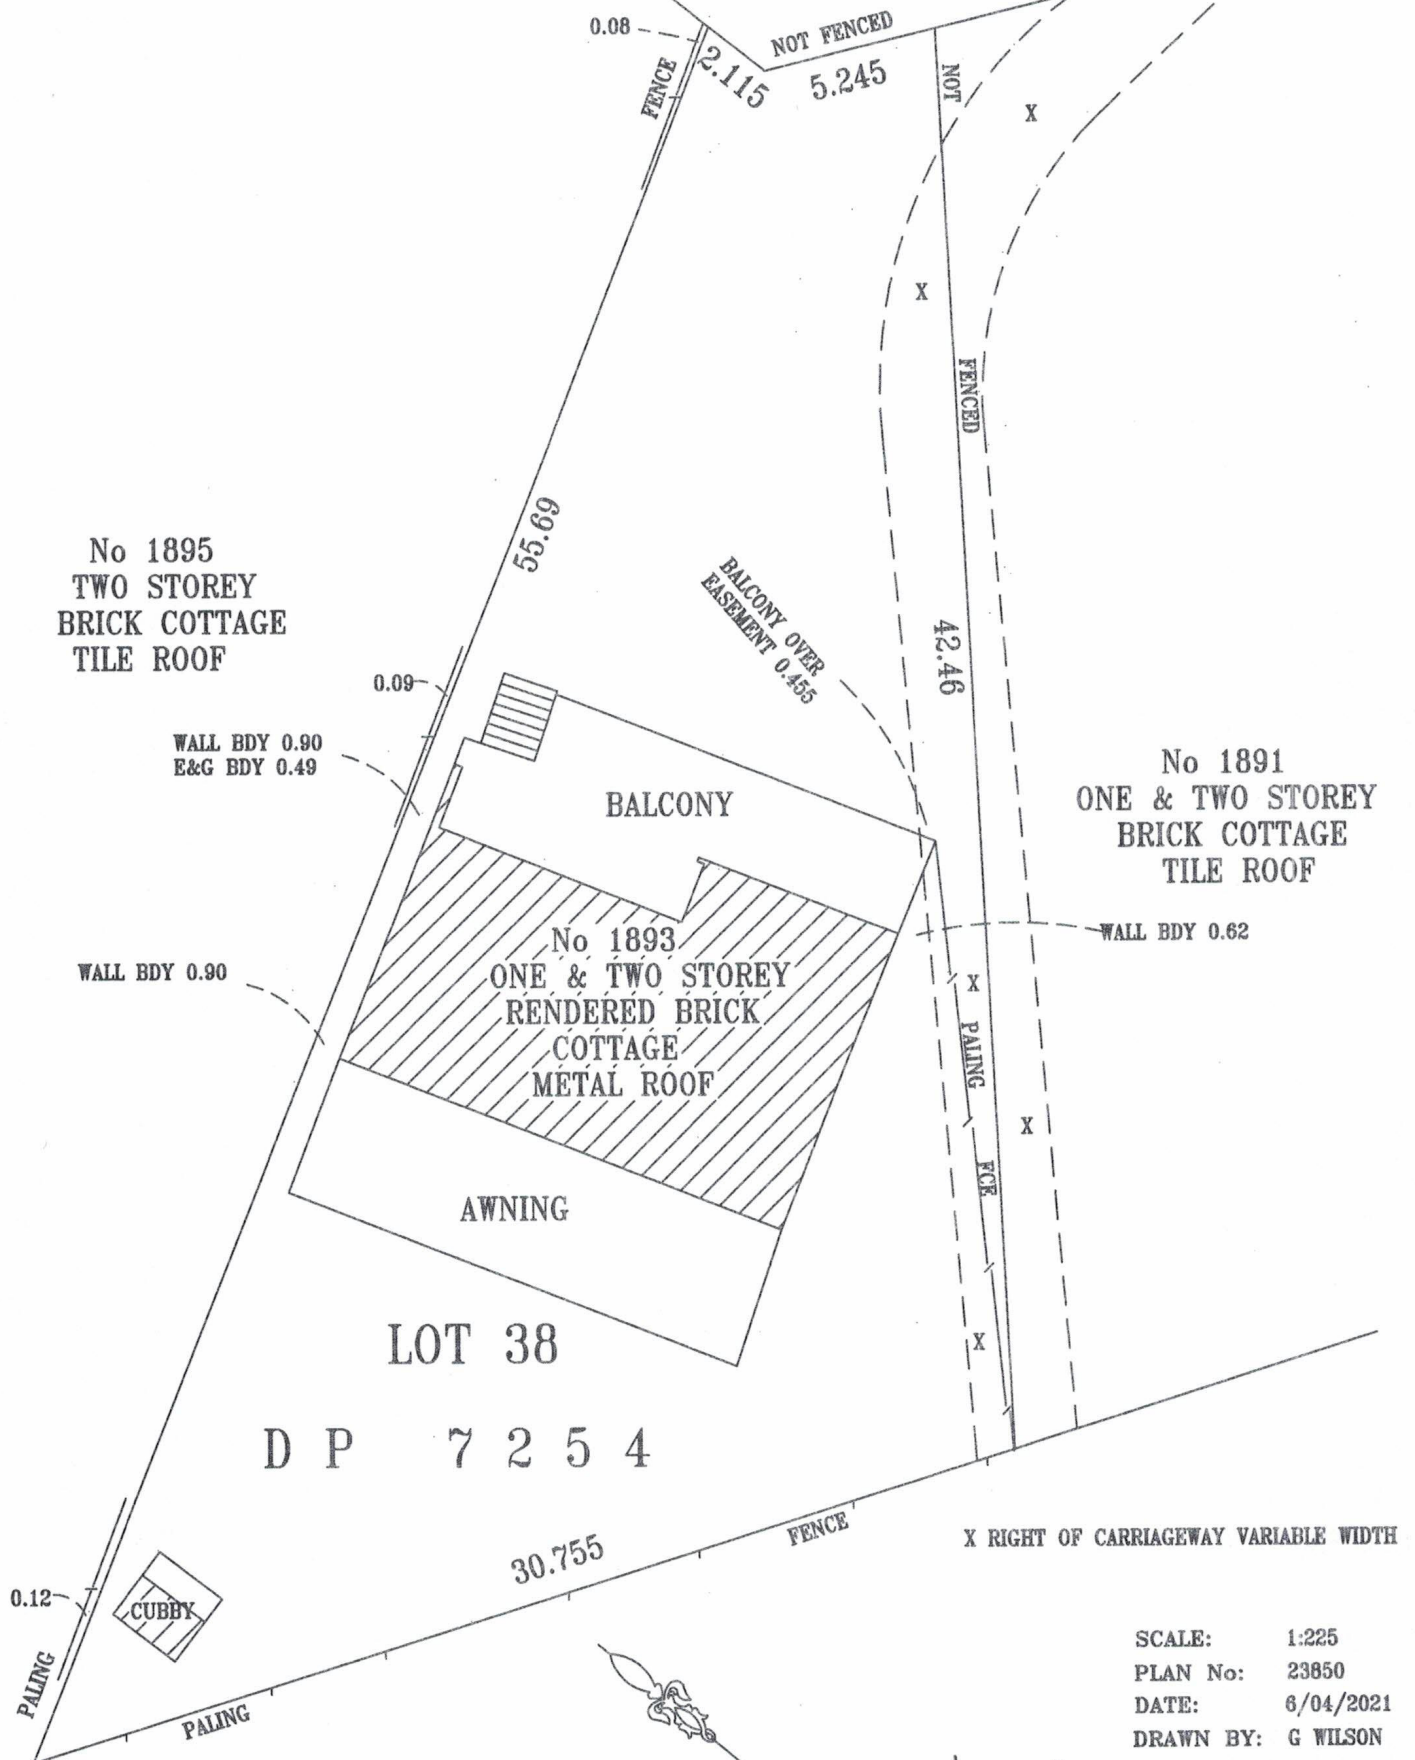 0.08
FENCE
2.115
NOT FENCED
5.245
NOT
X
X
FENCED
55.69
No 1895
TWO STOREY
BRICK COTTAGE
TILE ROOF
BALCONY OVER
EASEMENT 0.455
42.46
0.09
WALL BDY 0.90
E&G BDY 0.49
BALCONY
No 1891
ONE & TWO STOREY
BRICK COTTAGE
TILE ROOF
WALL BDY 0.62
WALL BDY 0.90
No 1893
ONE & TWO STOREY
RENDERED BRICK
COTTAGE
METAL ROOF
X
PALING
X
FCE
AWNING
X
LOT 38
DP 7254
30.755
FENCE
X RIGHT OF CARRIAGEWAY VARIABLE WIDTH
0.12
CUBBY
PALING
PALING
SCALE: 1:225
PLAN No: 23850
DATE: 6/04/2021
DRAWN BY: G WILSON